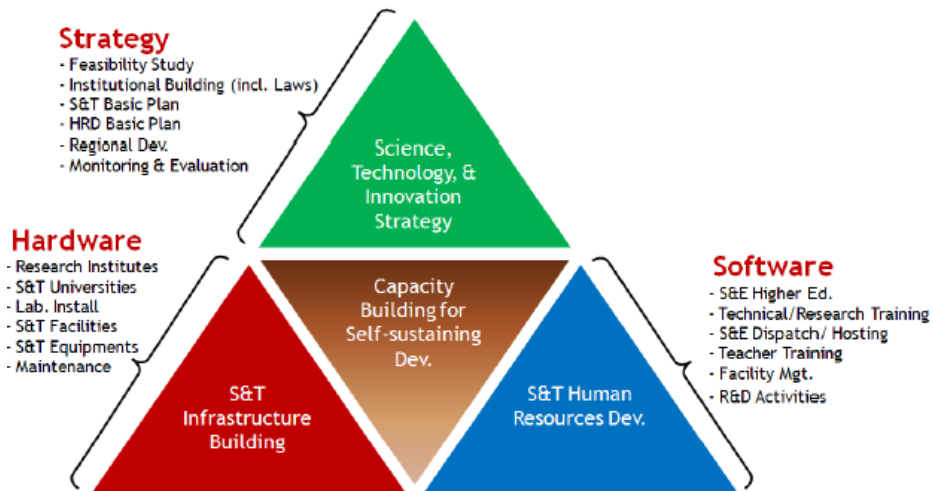 Strategy
- Feasibility Study
- Institutional Building (incl. Laws)
- S&T Basic Plan
- HRD Basic Plan
- Regional Dev.
- Monitoring & Evaluation
Science,
Technology, &
Innovation
Strategy
Hardware
- Research Institutes
- S&T Universities
- Lab. Install
- S&T Facilities
- S&T Equipments
- Maintenance
Capacity
Building for
Self-sustaining
Dev.
Software
- S&E Higher Ed.
- Technical/Research Training
- S&E Dispatch/ Hosting
- Teacher Training
- Facility Mgt.
- R&D Activities
S&T
Infrastructure
Building
S&T Human
Resources Dev.